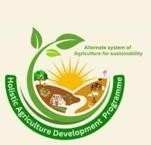 Alternate system of
Agriculture for sustainability
Holistic Agriculture Development Programme